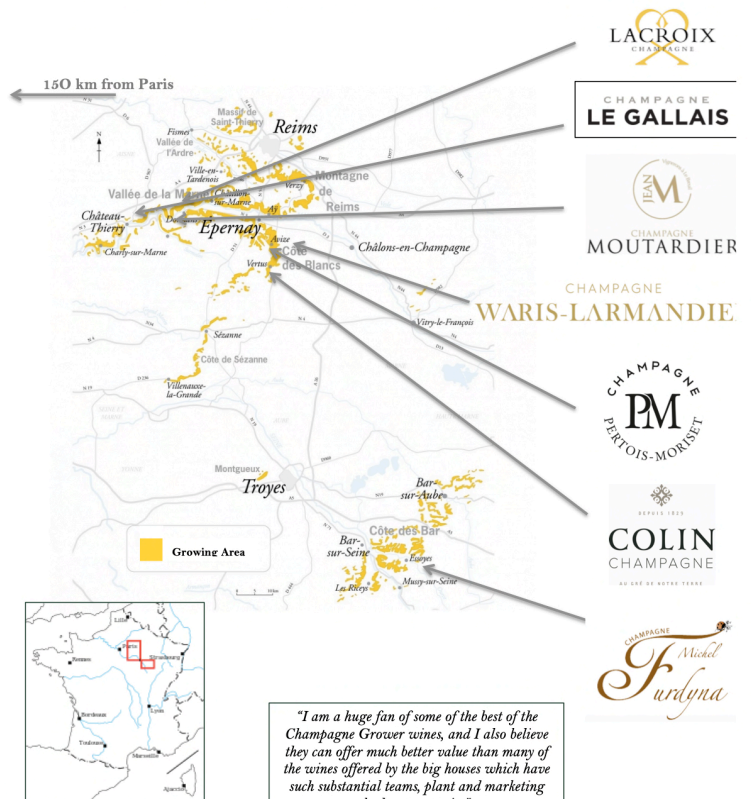 LACROIX
CHAMPAGNE
150 km from Paris
CHAMPAGNE
LE GALLAIS
Massif de
Saint-Thierry
Reims
Fismes
Vallée de
l'Ardre
N
Ville-en-
Tardenois
Montagne
de
Reims
Verzy
Vallée de la Marne
Châtillon-
sur-Marne
Aÿ
JEAN
M
CHAMPAGNE
MOUTARDIER
Château-
Thierry
Epernay
Charly-sur-Marne
Avize
Côte
des Blancs
Châlons-en-Champagne
Vertus
CHAMPAGNE
WARIS-LARMANDIE
Vitry-le-François
Sézanne
Côte de Sézanne
Villenauxe-
la-Grande
CHAMPAGNE
PM
PERTOIS-MORISET
Montgueux
Troyes
Bar-
sur-Aube
Côte des Bar
Bar-
sur-Seine
Essoyes
Les Riceys
Mussy-sur-Seine
Growing Area
DEPUIS 1829
COLIN
CHAMPAGNE
AU GRÉ DE NOTRE TERRE
CHAMPAGNE
Michel
Furdyna
Lille
Paris
Strasbourg
Rennes
Lyon
Bordeaux
Toulouse
Marseille
Ajaccio
“I am a huge fan of some of the best of the
Champagne Grower wines, and I also believe
they can offer much better value than many of
the wines offered by the big houses which have
such substantial teams, plant and marketing